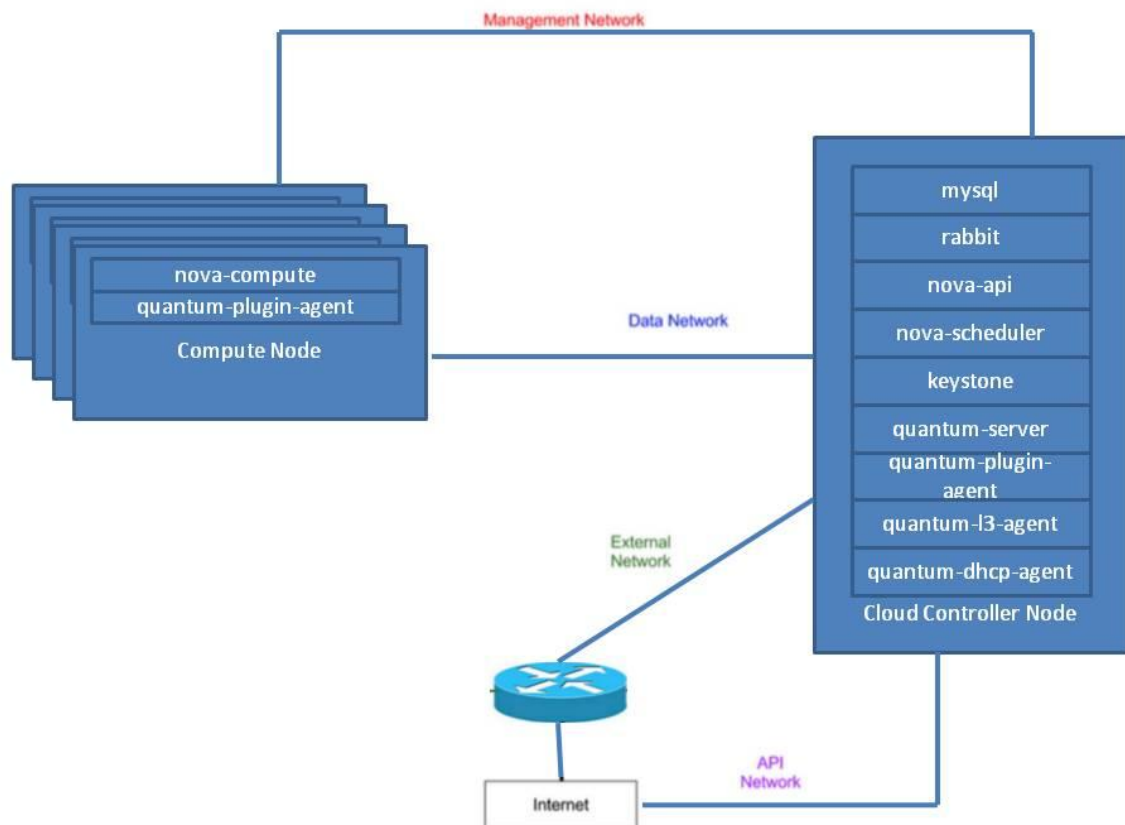 Management Network
mysql
rabbit
nova-api
nova-scheduler
keystone
quantum-server
quantum-plugin-
agent
quantum-l3-agent
quantum-dhcp-agent
Cloud Controller Node
nova-compute
quantum-plugin-agent
Compute Node
Data Network
External
Network
API
Network
Internet